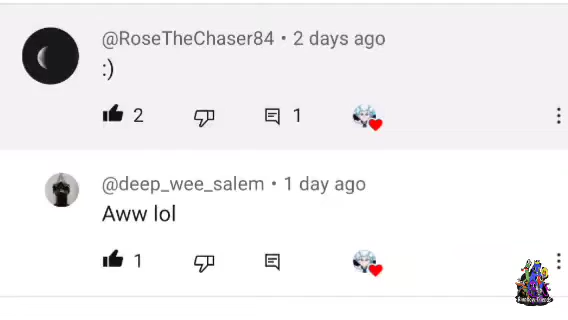 @RoseTheChaser84 • 2 days ago
:)
2
1
@deep_wee_salem • 1 day ago
Aww lol
1